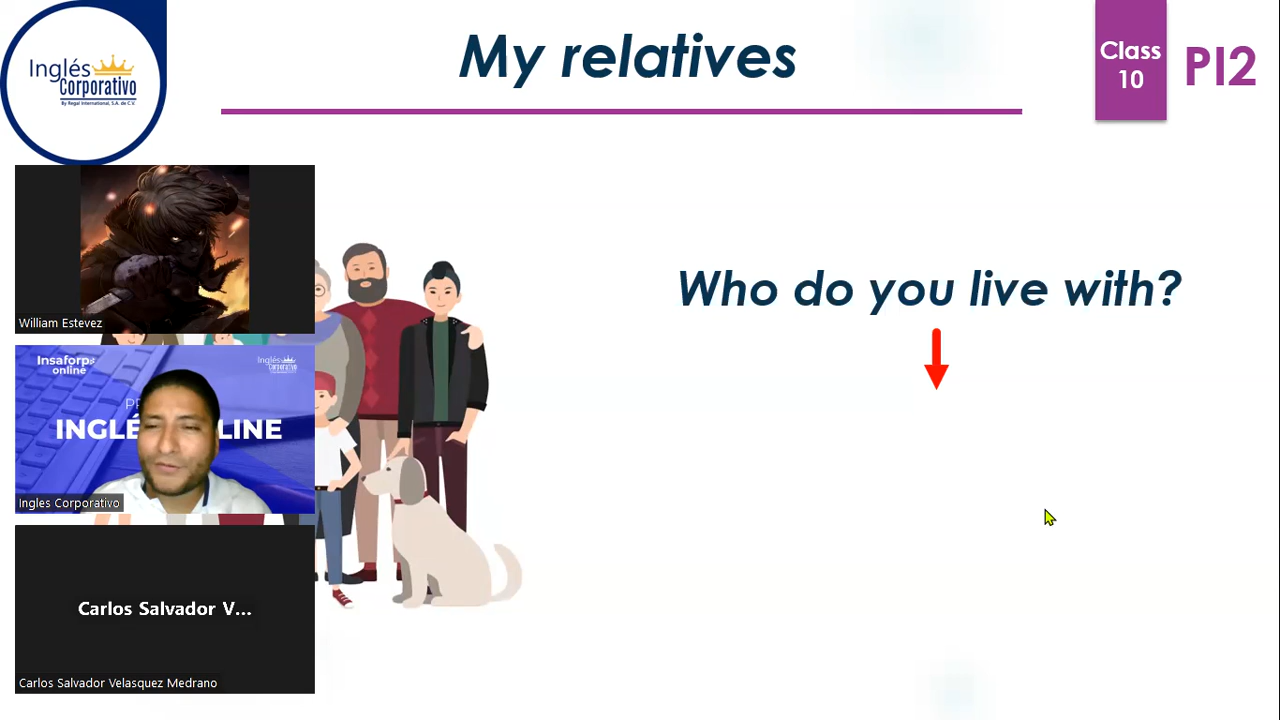 Inglés
Corporativo
By Regal International, S.A. de C.V.
My relatives
Class
10
PI2
William Estevez
Who do you live with?
Insaforp
online
Inglés
Corporativo
INGLÉ LINE
Ingles Corporativo
Carlos Salvador V...
Carlos Salvador Velasquez Medrano